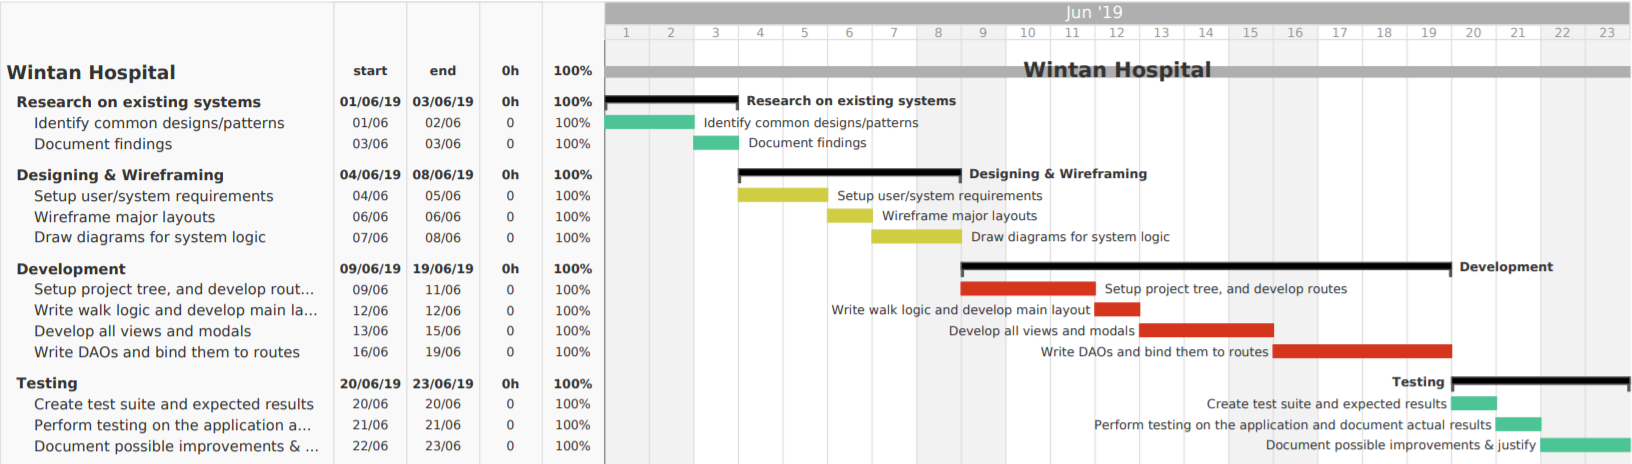 Jun '19
1 2 3 4 5 6 7 8 9 10 11 12 13 14 15 16 17 18 19 20 21 22 23
Wintan Hospital start end 0h 100% Wintan Hospital
Research on existing systems 01/06/19 03/06/19 0h 100% Research on existing systems
Identify common designs/patterns 01/06 02/06 0 100% Identify common designs/patterns
Document findings 03/06 03/06 0 100% Document findings
Designing & Wireframing 04/06/19 08/06/19 0h 100% Designing & Wireframing
Setup user/system requirements 04/06 05/06 0 100% Setup user/system requirements
Wireframe major layouts 06/06 06/06 0 100% Wireframe major layouts
Draw diagrams for system logic 07/06 08/06 0 100% Draw diagrams for system logic
Development 09/06/19 19/06/19 0h 100% Development
Setup project tree, and develop rout... 09/06 11/06 0 100% Setup project tree, and develop routes
Write walk logic and develop main la... 12/06 12/06 0 100% Write walk logic and develop main layout
Develop all views and modals 13/06 15/06 0 100% Develop all views and modals
Write DAOs and bind them to routes 16/06 19/06 0 100% Write DAOs and bind them to routes
Testing 20/06/19 23/06/19 0h 100% Testing
Create test suite and expected results 20/06 20/06 0 100% Create test suite and expected results
Perform testing on the application a... 21/06 21/06 0 100% Perform testing on the application and document actual results
Document possible improvements & ... 22/06 23/06 0 100% Document possible improvements & justify